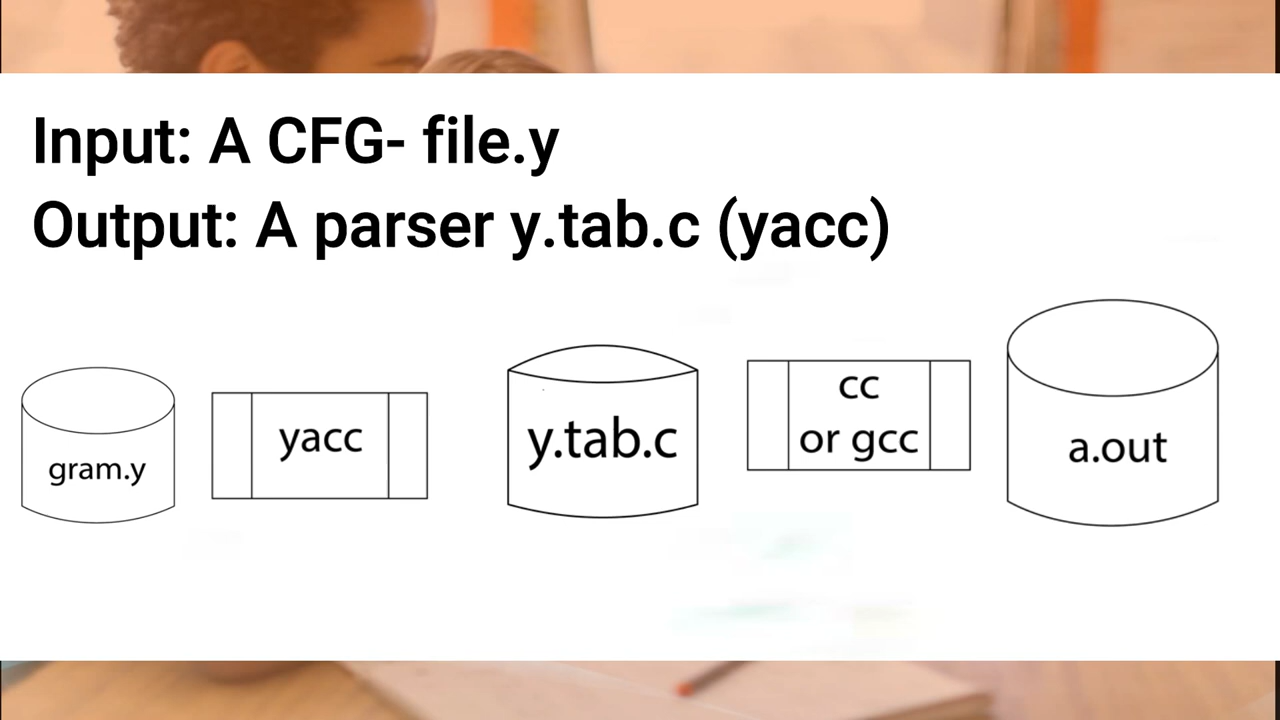 Input: A CFG- file.y
Output: A parser y.tab.c (yacc)
gram.y
yacc
y.tab.c
cc
or gcc
a.out